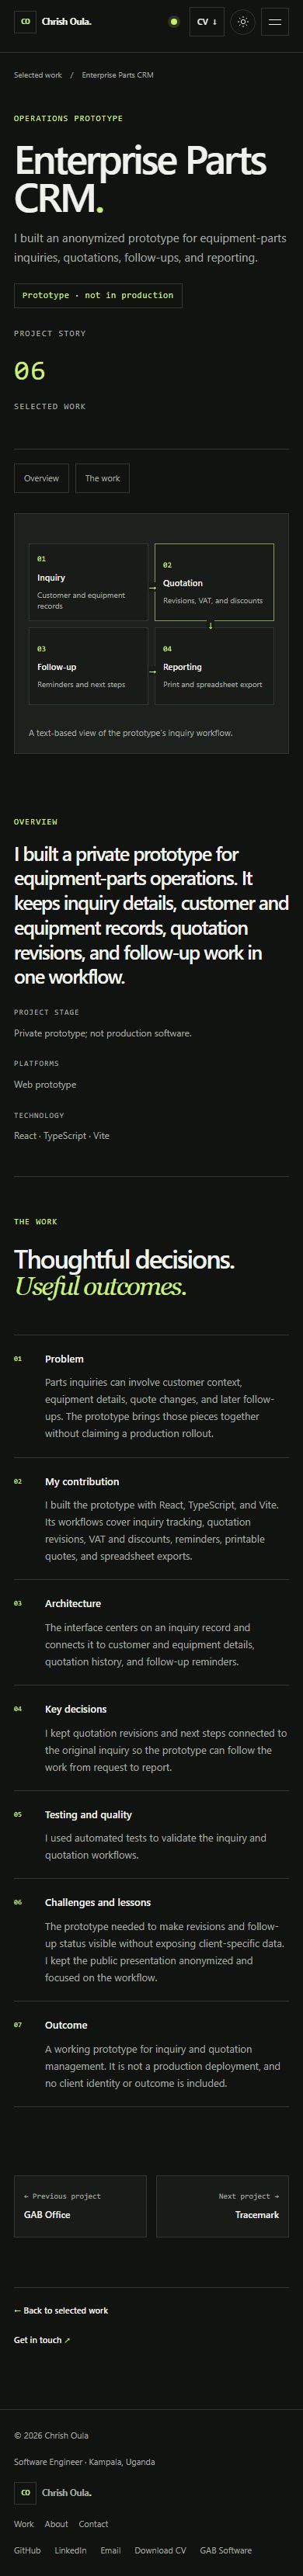 CO Chrish Oula. CV ↓
Selected work / Enterprise Parts CRM
OPERATIONS PROTOTYPE
Enterprise Parts
CRM.
I built an anonymized prototype for equipment-parts
inquiries, quotations, follow-ups, and reporting.
Prototype · not in production
PROJECT STORY
06
SELECTED WORK
Overview The work
01
Inquiry
Customer and equipment
records
→
02
Quotation
Revisions, VAT, and discounts
↓
03
Follow-up
Reminders and next steps
→
04
Reporting
Print and spreadsheet export
A text-based view of the prototype's inquiry workflow.
OVERVIEW
I built a private prototype for
equipment-parts operations. It
keeps inquiry details, customer and
equipment records, quotation
revisions, and follow-up work in
one workflow.
PROJECT STAGE
Private prototype; not production software.
PLATFORMS
Web prototype
TECHNOLOGY
React · TypeScript · Vite
THE WORK
Thoughtful decisions.
Useful outcomes.
01 Problem
Parts inquiries can involve customer context,
equipment details, quote changes, and later follow-
ups. The prototype brings those pieces together
without claiming a production rollout.
02 My contribution
I built the prototype with React, TypeScript, and Vite.
Its workflows cover inquiry tracking, quotation
revisions, VAT and discounts, reminders, printable
quotes, and spreadsheet exports.
03 Architecture
The interface centers on an inquiry record and
connects it to customer and equipment details,
quotation history, and follow-up reminders.
04 Key decisions
I kept quotation revisions and next steps connected to
the original inquiry so the prototype can follow the
work from request to report.
05 Testing and quality
I used automated tests to validate the inquiry and
quotation workflows.
06 Challenges and lessons
The prototype needed to make revisions and follow-
up status visible without exposing client-specific data.
I kept the public presentation anonymized and
focused on the workflow.
07 Outcome
A working prototype for inquiry and quotation
management. It is not a production deployment, and
no client identity or outcome is included.
← Previous project
GAB Office
Next project →
Tracemark
← Back to selected work
Get in touch ↗
© 2026 Chrish Oula
Software Engineer · Kampala, Uganda
CO Chrish Oula.
Work About Contact
GitHub LinkedIn Email Download CV GAB Software